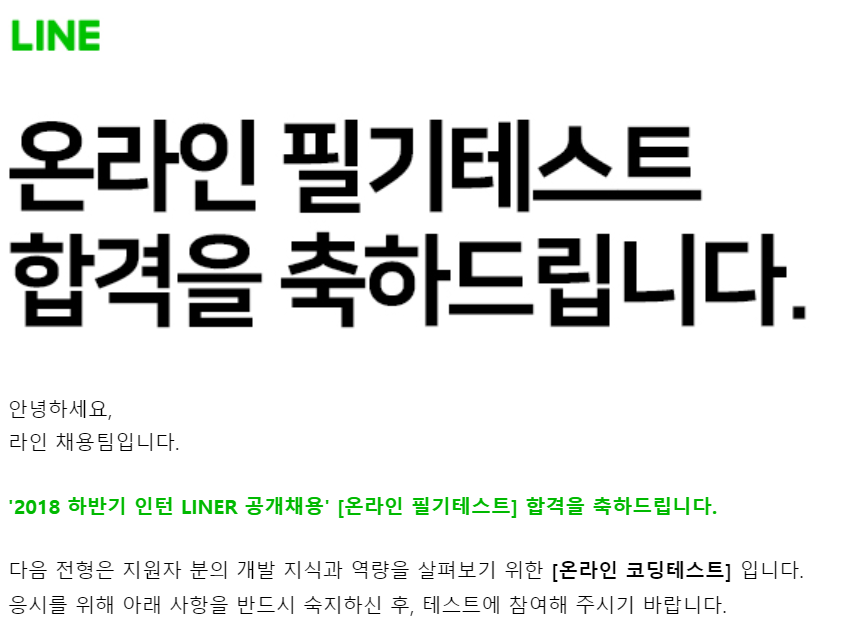 LINE
온라인 필기테스트
합격을 축하드립니다.
안녕하세요,
라인 채용팀입니다.
'2018 하반기 인턴 LINER 공개채용' [온라인 필기테스트] 합격을 축하드립니다.
다음 전형은 지원자 분의 개발 지식과 역량을 살펴보기 위한 [온라인 코딩테스트] 입니다.
응시를 위해 아래 사항을 반드시 숙지하신 후, 테스트에 참여해 주시기 바랍니다.